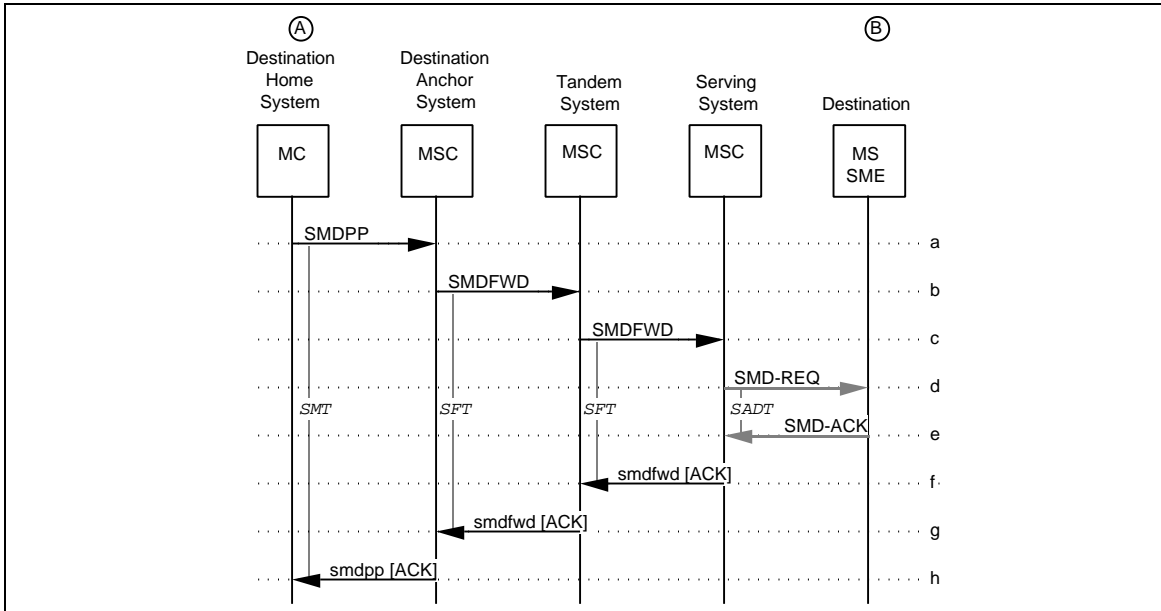 A
B
Destination
Home
System
Destination
Anchor
System
Tandem
System
Serving
System
Destination
MC
MSC
MSC
MSC
MS
SME
SMDPP
a
SMDFWD
b
SMDFWD
c
SMD-REQ
d
SMT
SFT
SFT
SADT
SMD-ACK
e
smdfwd [ACK]
f
smdfwd [ACK]
g
smdpp [ACK]
h